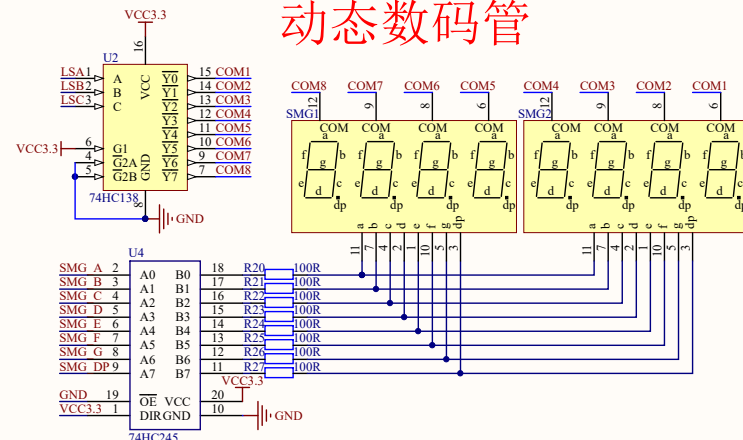 动态数码管
VCC3.3
16
U2
LSA 1 A VCC Y0 15 COM1
LSB 2 B Y1 14 COM2
LSC 3 C Y2 13 COM3
Y3 12 COM4
Y4 11 COM5
VCC3.3 6 G1 Y5 10 COM6
4 G2A GND Y6 9 COM7
5 G2B Y7 7 COM8
74HC138 8
GND
COM8 COM7 COM6 COM5 COM4 COM3 COM2 COM1
12 9 8 6 12 9 8 6
SMG1 SMG2
COM COM COM COM COM COM COM COM
a a a a a a a a
f b f b f b f b f b f b f b f b
g g g g g g g g
e c e c e c e c e c e c e c e c
d d d d d d d d
dp dp dp dp dp dp dp dp
a b c d e f g dp a b c d e f g dp
11 7 4 2 1 10 5 3 11 7 4 2 1 10 5 3
U4
SMG A 2 A0 B0 18 R20 100R
SMG B 3 A1 B1 17 R21 100R
SMG C 4 A2 B2 16 R22 100R
SMG D 5 A3 B3 15 R23 100R
SMG E 6 A4 B4 14 R24 100R
SMG F 7 A5 B5 13 R25 100R
SMG G 8 A6 B6 12 R26 100R
SMG DP 9 A7 B7 11 R27 100R
VCC3.3
GND 19 OE VCC 20
VCC3.3 1 DIR GND 10 GND
74HC245